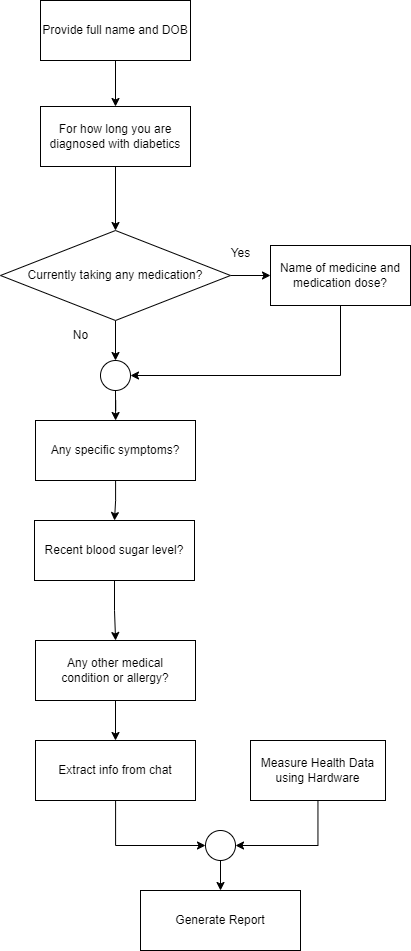 Provide full name and DOB
For how long you are
diagnosed with diabetics
Currently taking any medication?
Yes
Name of medicine and
medication dose?
No
Any specific symptoms?
Recent blood sugar level?
Any other medical
condition or allergy?
Extract info from chat
Measure Health Data
using Hardware
Generate Report